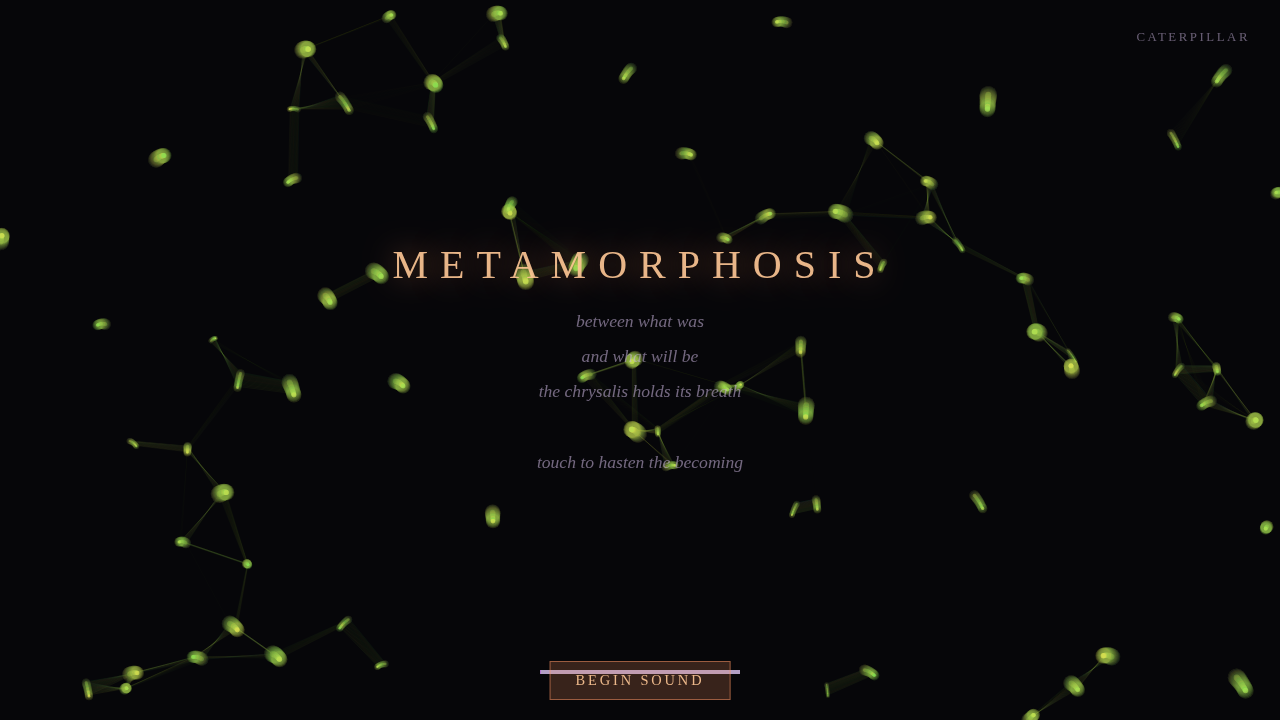 CATERPILLAR
METAMORPHOSIS
between what was
and what will be
the chrysalis holds its breath
touch to hasten the becoming
BEGIN SOUND